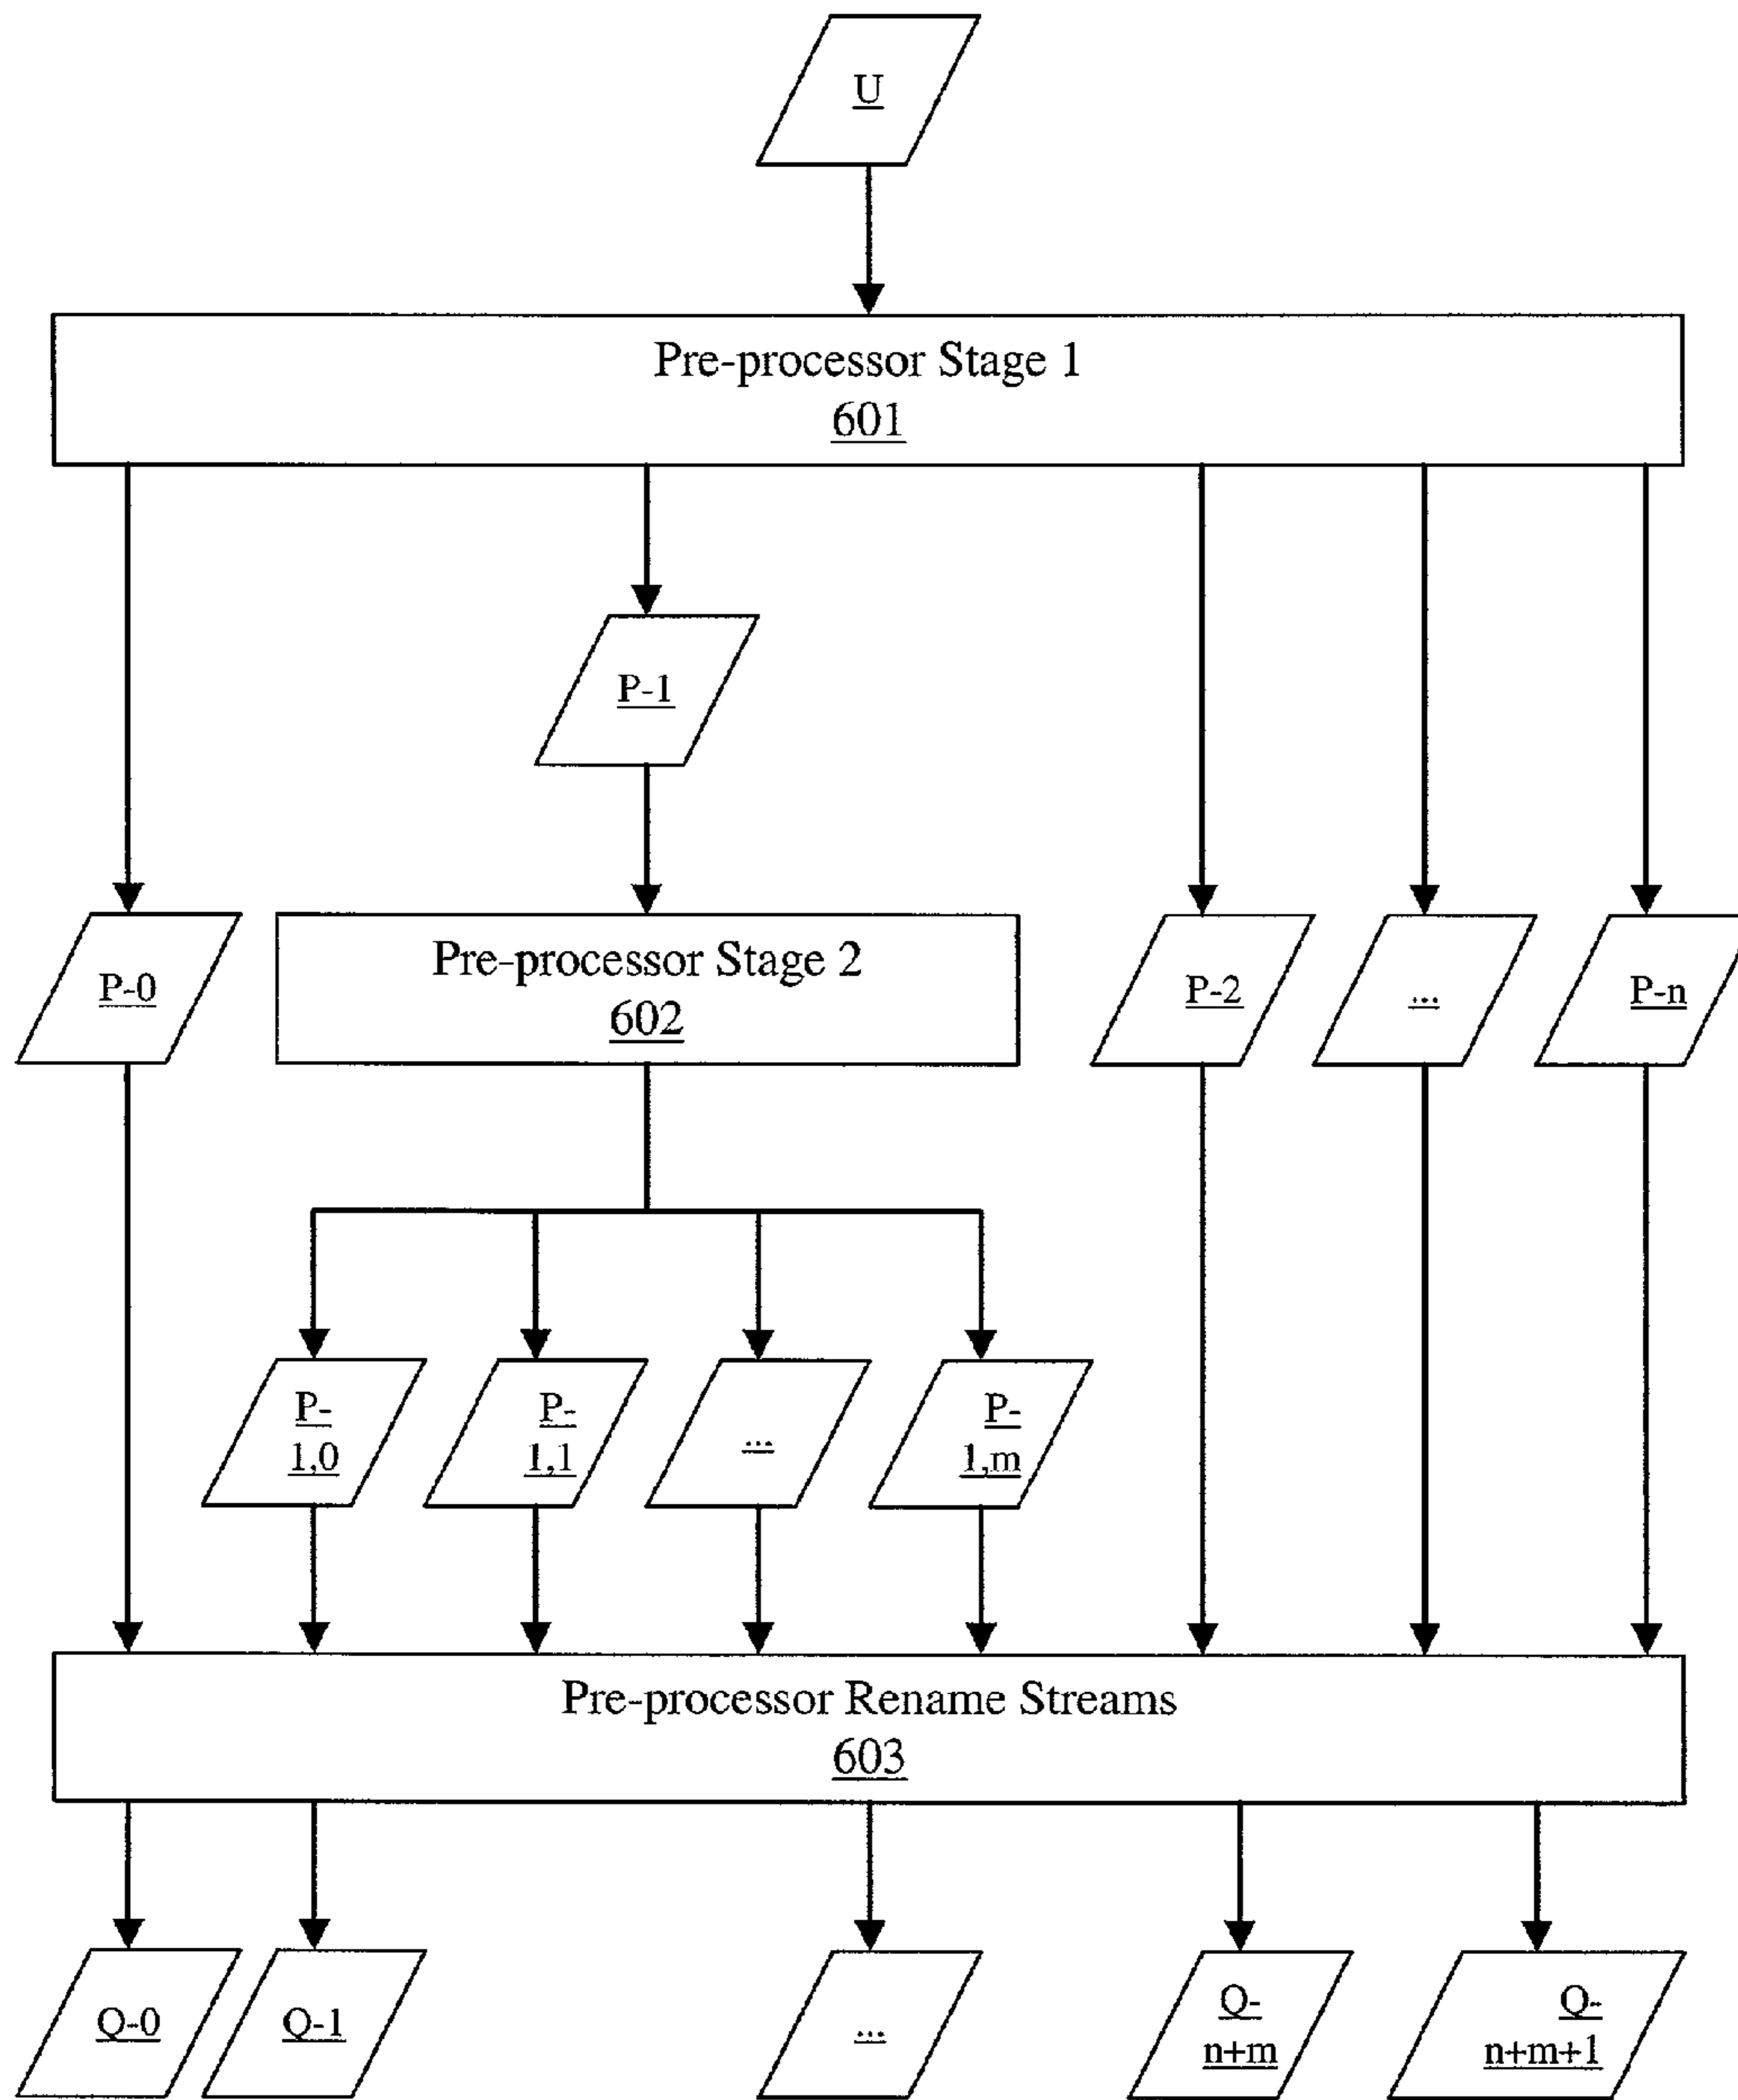 U
Pre-processor Stage 1
601
P-1
P-0
Pre-processor Stage 2
602
P-2
...
P-n
P-
1,0
P-
1,1
...
P-
1,m
Pre-processor Rename Streams
603
Q-0
Q-1
...
Q-
n+m
Q-
n+m+1